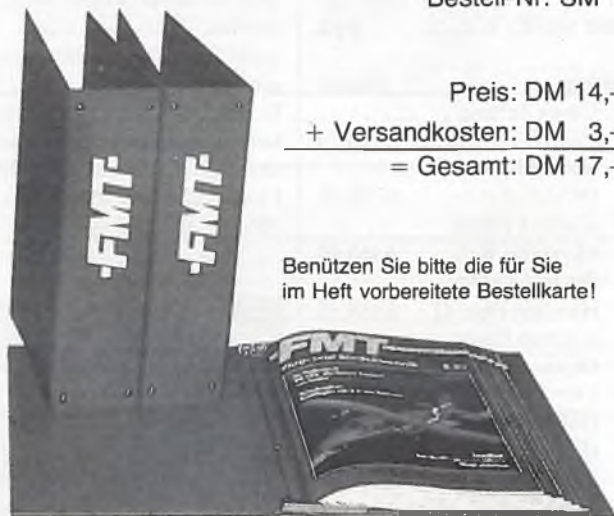 Bestell-Nr. SM
Preis: DM 14,-
+ Versandkosten: DM 3,-
= Gesamt: DM 17,-
FMT
FMT
Benützen Sie bitte die für Sie
im Heft vorbereitete Bestellkarte!
FMT